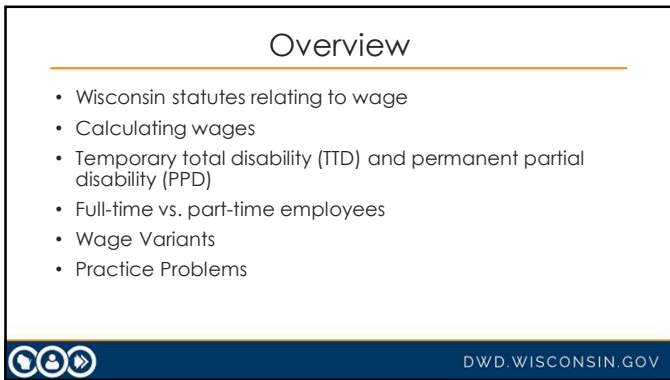 Overview
• Wisconsin statutes relating to wage
• Calculating wages
• Temporary total disability (TTD) and permanent partial
disability (PPD)
• Full-time vs. part-time employees
• Wage Variants
• Practice Problems
DWD.WISCONSIN.GOV